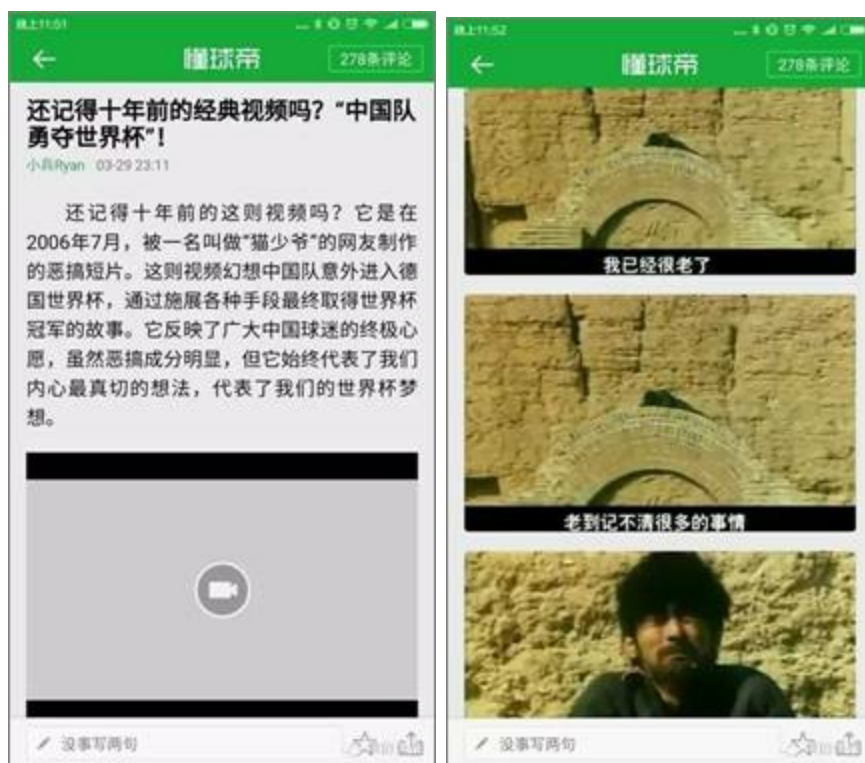 晚上11:51
懂球帝
278条评论
还记得十年前的经典视频吗？“中国队
勇夺世界杯”！
小兵Ryan 03-29 23:11
还记得十年前的这则视频吗？它是在
2006年7月，被一名叫做“猫少爷”的网友制作
的恶搞短片。这则视频幻想中国队意外进入德
国世界杯，通过施展各种手段最终取得世界杯
冠军的故事。它反映了广大中国球迷的终极心
愿，虽然恶搞成分明显，但它始终代表了我们
内心最真切的想法，代表了我们的世界杯梦
想。
没事写两句
晚上11:52
懂球帝
278条评论
我已经很老了
老到记不清很多的事情
没事写两句